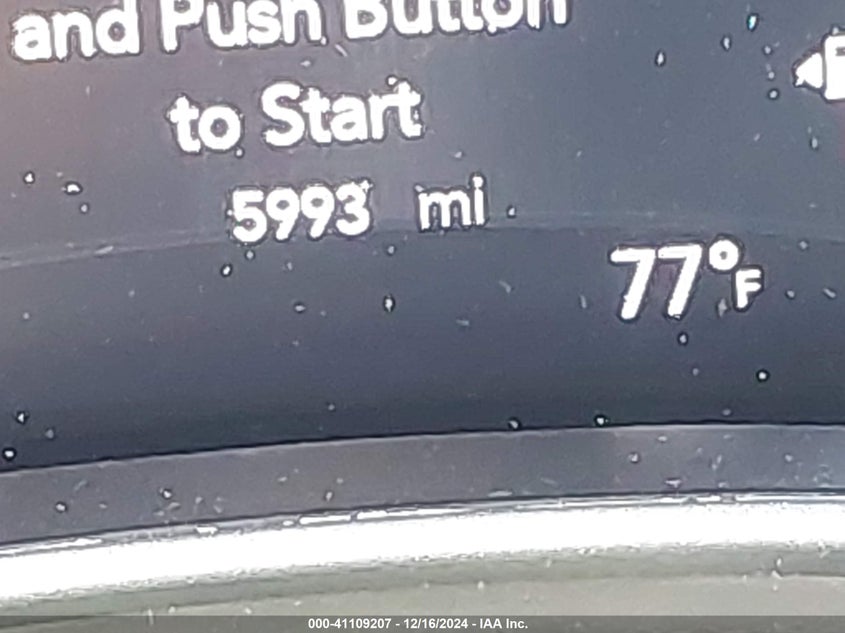 and Push Button
to Start
5993 mi
77°F
000-41109207 - 12/16/2024 - IAA Inc.